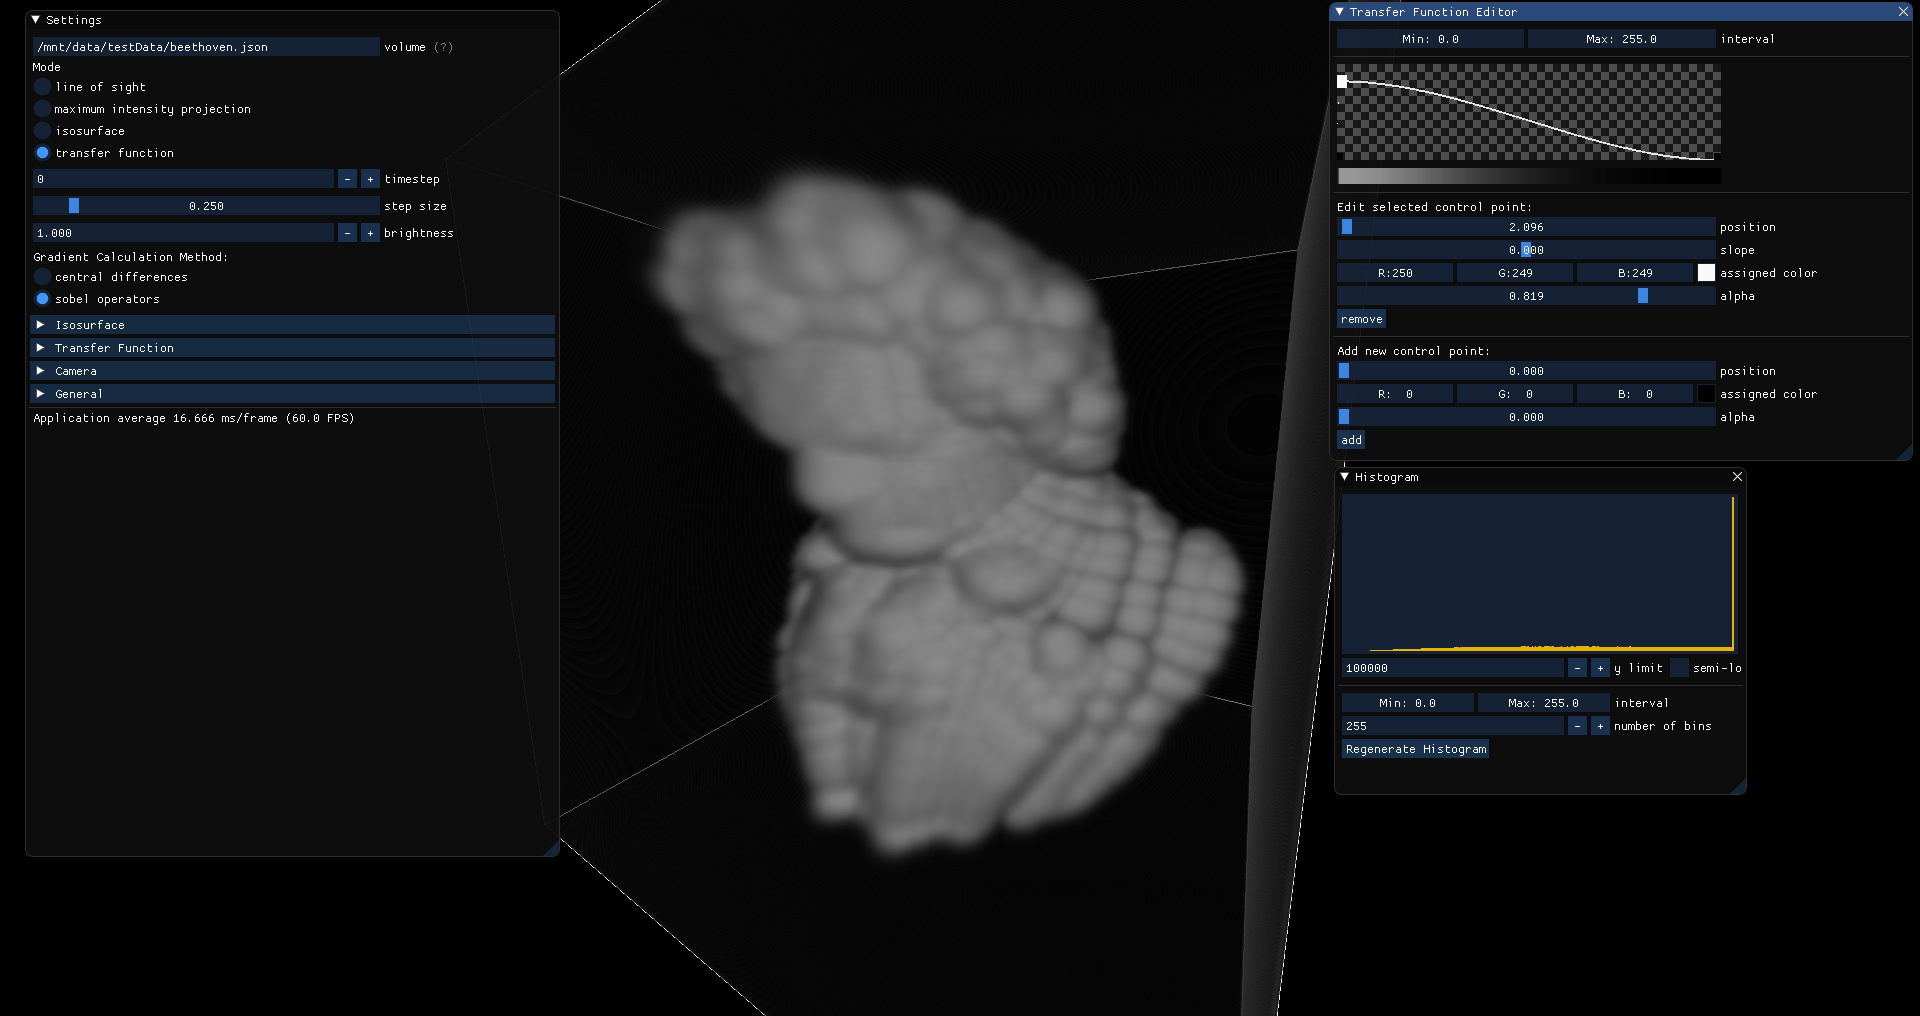 Settings
/mnt/data/testData/beethoven.json volume (?)
Mode
line of sight
maximum intensity projection
isosurface
transfer function
0 - + timestep
0.250 step size
1.000 - + brightness
Gradient Calculation Method:
central differences
sobel operators
Isosurface
Transfer Function
Camera
General
Application average 16.666 ms/frame (60.0 FPS)
Transfer Function Editor
Min: 0.0 Max: 255.0 interval
Edit selected control point:
2.096 position
0.000 slope
R:250 G:249 B:249 assigned color
0.819 alpha
remove
Add new control point:
0.000 position
R: 0 G: 0 B: 0 assigned color
0.000 alpha
add
Histogram
100000 - + y limit semi-lo
Min: 0.0 Max: 255.0 interval
255 - + number of bins
Regenerate Histogram